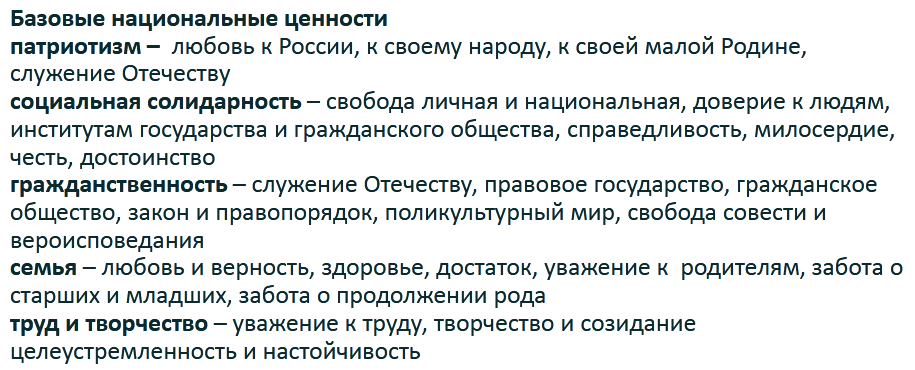 Базовые национальные ценности
патриотизм – любовь к России, к своему народу, к своей малой Родине,
служение Отечеству
социальная солидарность – свобода личная и национальная, доверие к людям,
институтам государства и гражданского общества, справедливость, милосердие,
честь, достоинство
гражданственность – служение Отечеству, правовое государство, гражданское
общество, закон и правопорядок, поликультурный мир, свобода совести и
вероисповедания
семья – любовь и верность, здоровье, достаток, уважение к родителям, забота о
старших и младших, забота о продолжении рода
труд и творчество – уважение к труду, творчество и созидание
целеустремленность и настойчивость